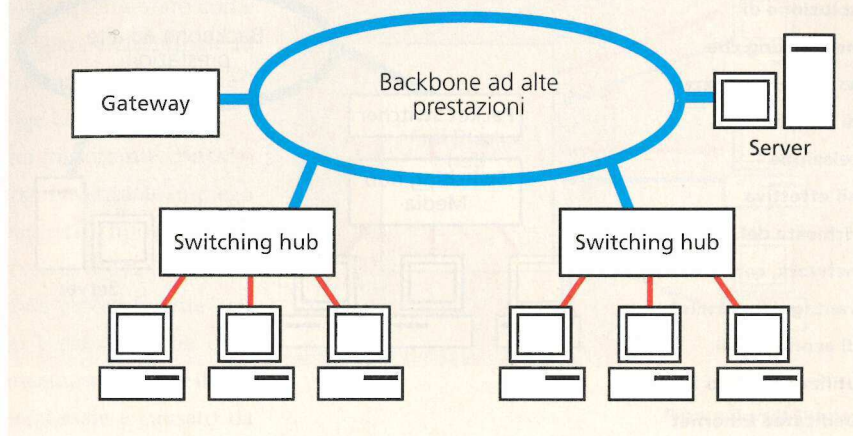 Backbone ad alte
prestazioni
Gateway
Server
Switching hub
Switching hub